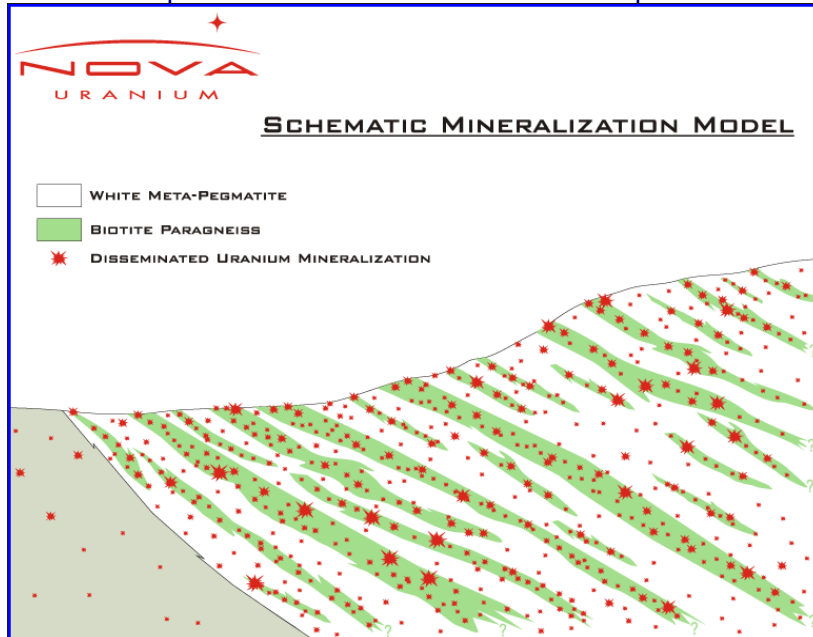 NOVA
URANIUM
SCHEMATIC MINERALIZATION MODEL
WHITE META-PEGMATITE
BIOTITE PARAGNEISS
DISSEMINATED URANIUM MINERALIZATION
?
?
?
?
?
?
?